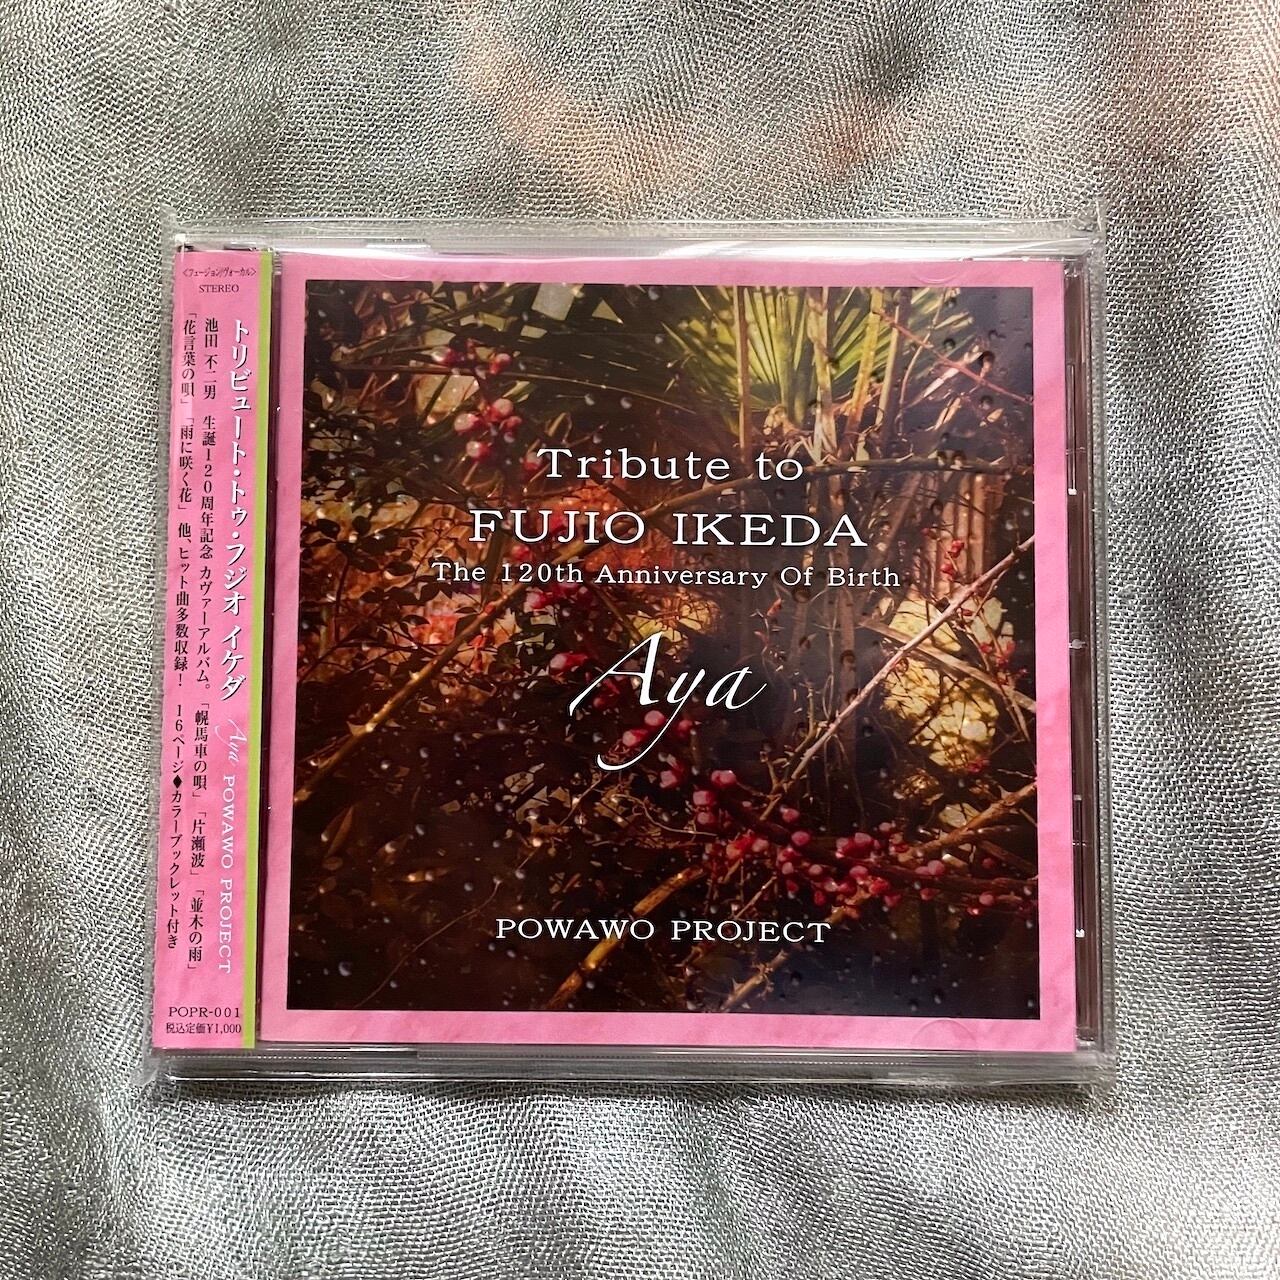 <フュージョン/ヴォーカル>
STEREO
トリビュート・トゥ・フジオ イケダ Aya POWAWO PROJECT
池田 不二男 生誕120周年記念 カヴァーアルバム。「幌馬車の唄」「片瀬波」「並木の雨」
「花言葉の唄」「雨に咲く花」他、ヒット曲多数収録! 16ページ◆カラーブックレット付き
POPR-001
税込定価¥1,000
Tribute to
FUJIO IKEDA
The 120th Anniversary Of Birth
Aya
POWAWO PROJECT